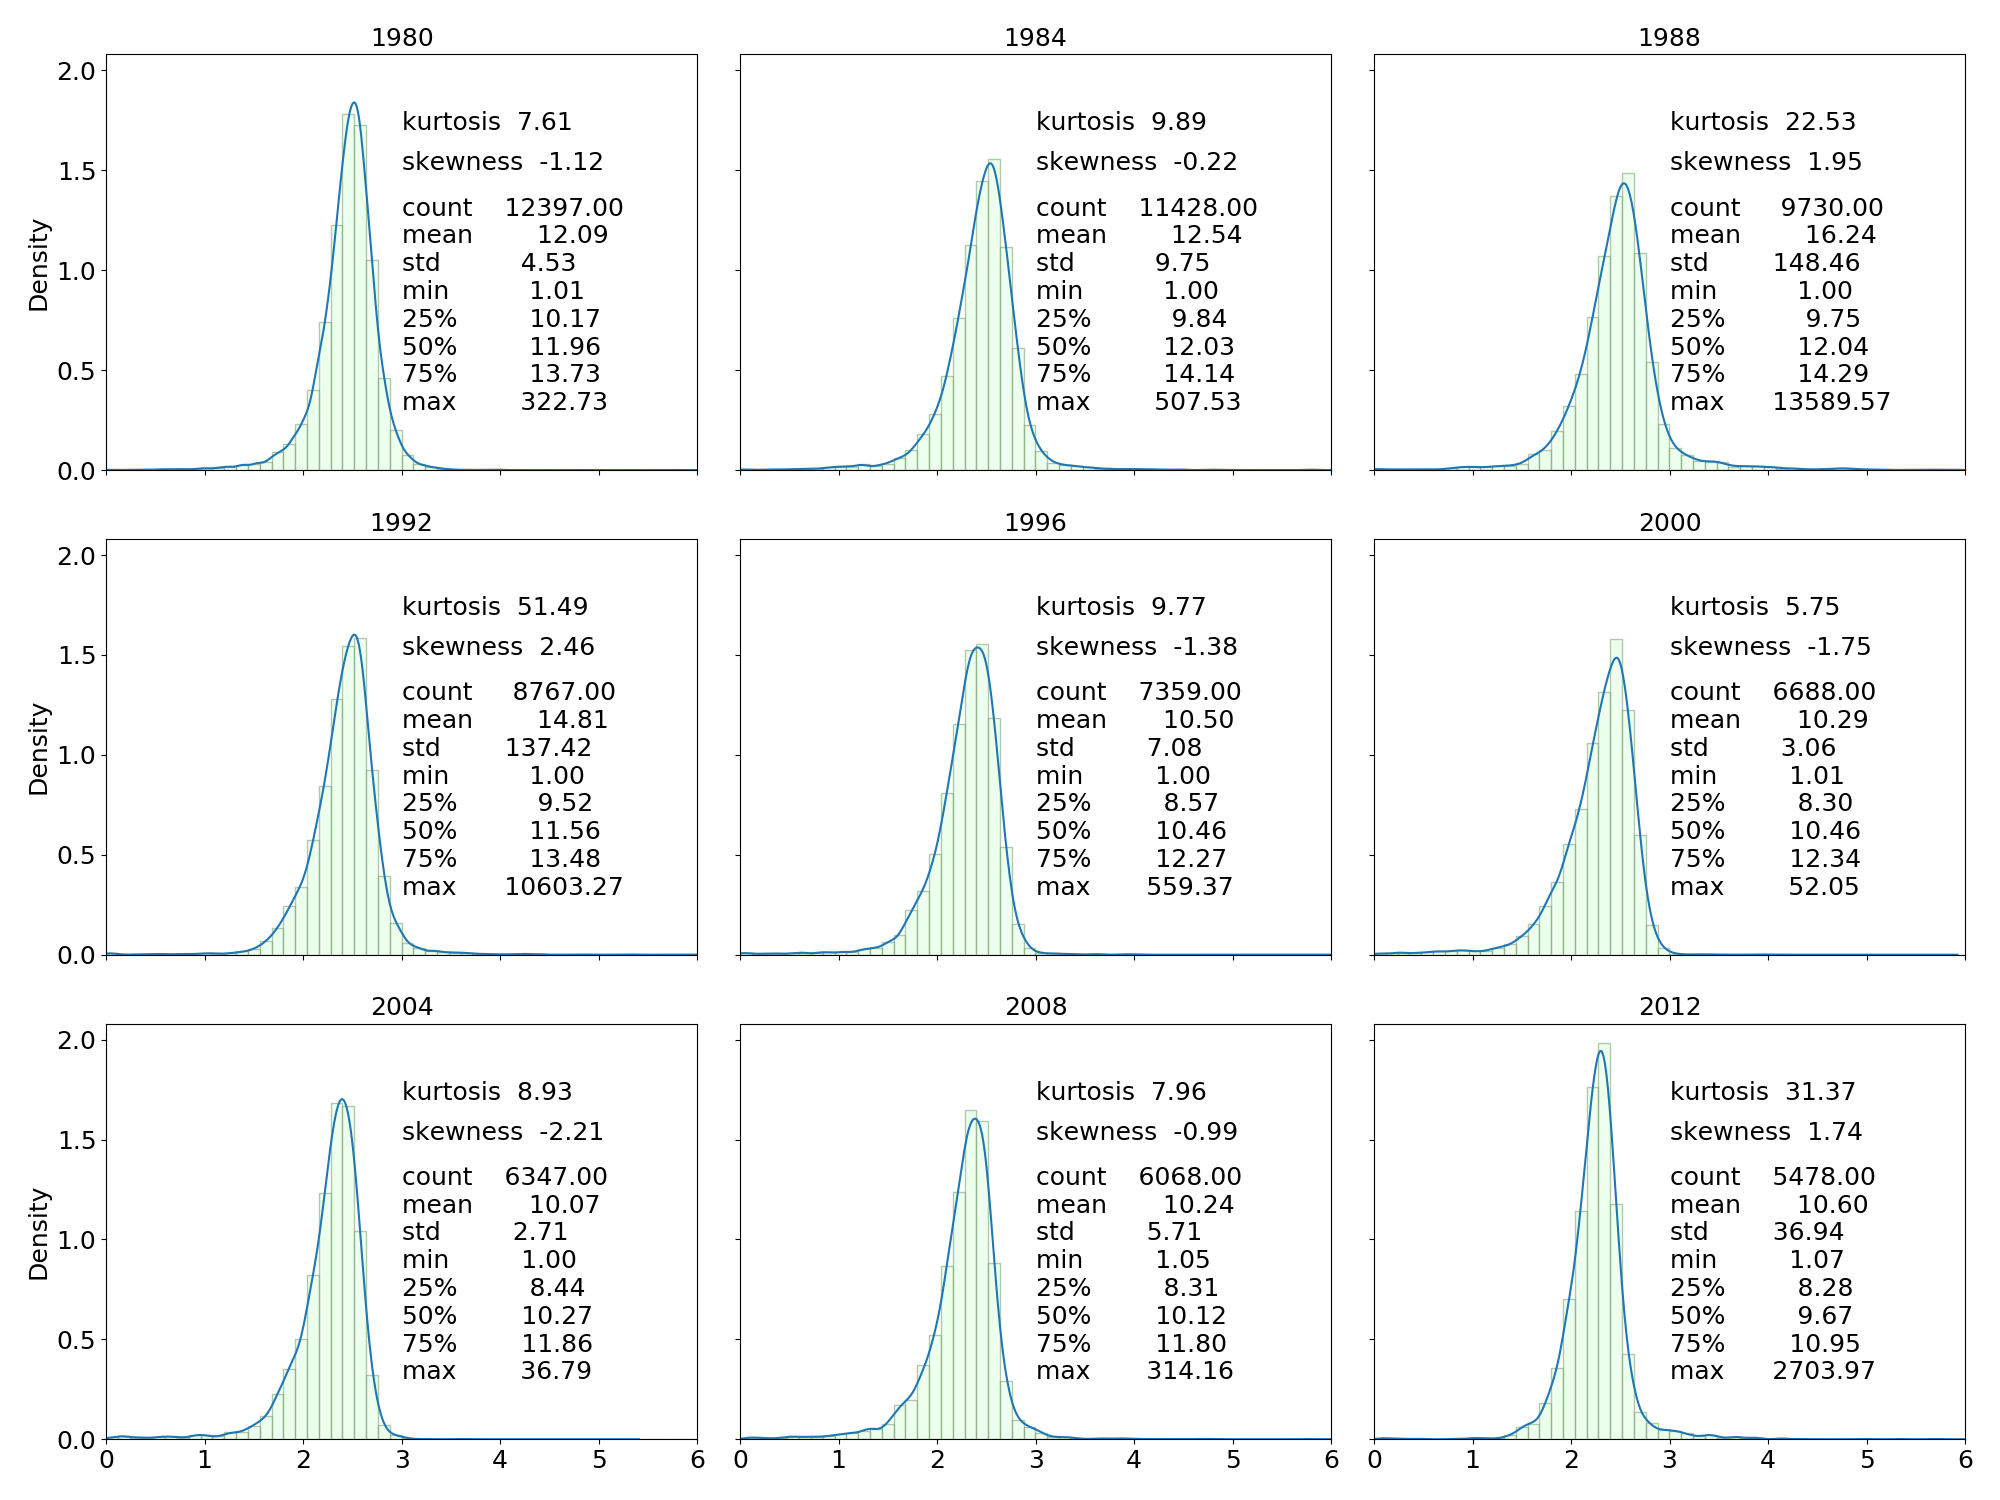 1980
2.0
1.5
1.0
0.5
0.0
Density
kurtosis 7.61
skewness -1.12
count 12397.00
mean 12.09
std 4.53
min 1.01
25% 10.17
50% 11.96
75% 13.73
max 322.73
1984
kurtosis 9.89
skewness -0.22
count 11428.00
mean 12.54
std 9.75
min 1.00
25% 9.84
50% 12.03
75% 14.14
max 507.53
1988
kurtosis 22.53
skewness 1.95
count 9730.00
mean 16.24
std 148.46
min 1.00
25% 9.75
50% 12.04
75% 14.29
max 13589.57
1992
2.0
1.5
1.0
0.5
0.0
Density
kurtosis 51.49
skewness 2.46
count 8767.00
mean 14.81
std 137.42
min 1.00
25% 9.52
50% 11.56
75% 13.48
max 10603.27
1996
kurtosis 9.77
skewness -1.38
count 7359.00
mean 10.50
std 7.08
min 1.00
25% 8.57
50% 10.46
75% 12.27
max 559.37
2000
kurtosis 5.75
skewness -1.75
count 6688.00
mean 10.29
std 3.06
min 1.01
25% 8.30
50% 10.46
75% 12.34
max 52.05
2004
2.0
1.5
1.0
0.5
0.0
Density
kurtosis 8.93
skewness -2.21
count 6347.00
mean 10.07
std 2.71
min 1.00
25% 8.44
50% 10.27
75% 11.86
max 36.79
0 1 2 3 4 5 6
2008
kurtosis 7.96
skewness -0.99
count 6068.00
mean 10.24
std 5.71
min 1.05
25% 8.31
50% 10.12
75% 11.80
max 314.16
0 1 2 3 4 5 6
2012
kurtosis 31.37
skewness 1.74
count 5478.00
mean 10.60
std 36.94
min 1.07
25% 8.28
50% 9.67
75% 10.95
max 2703.97
0 1 2 3 4 5 6